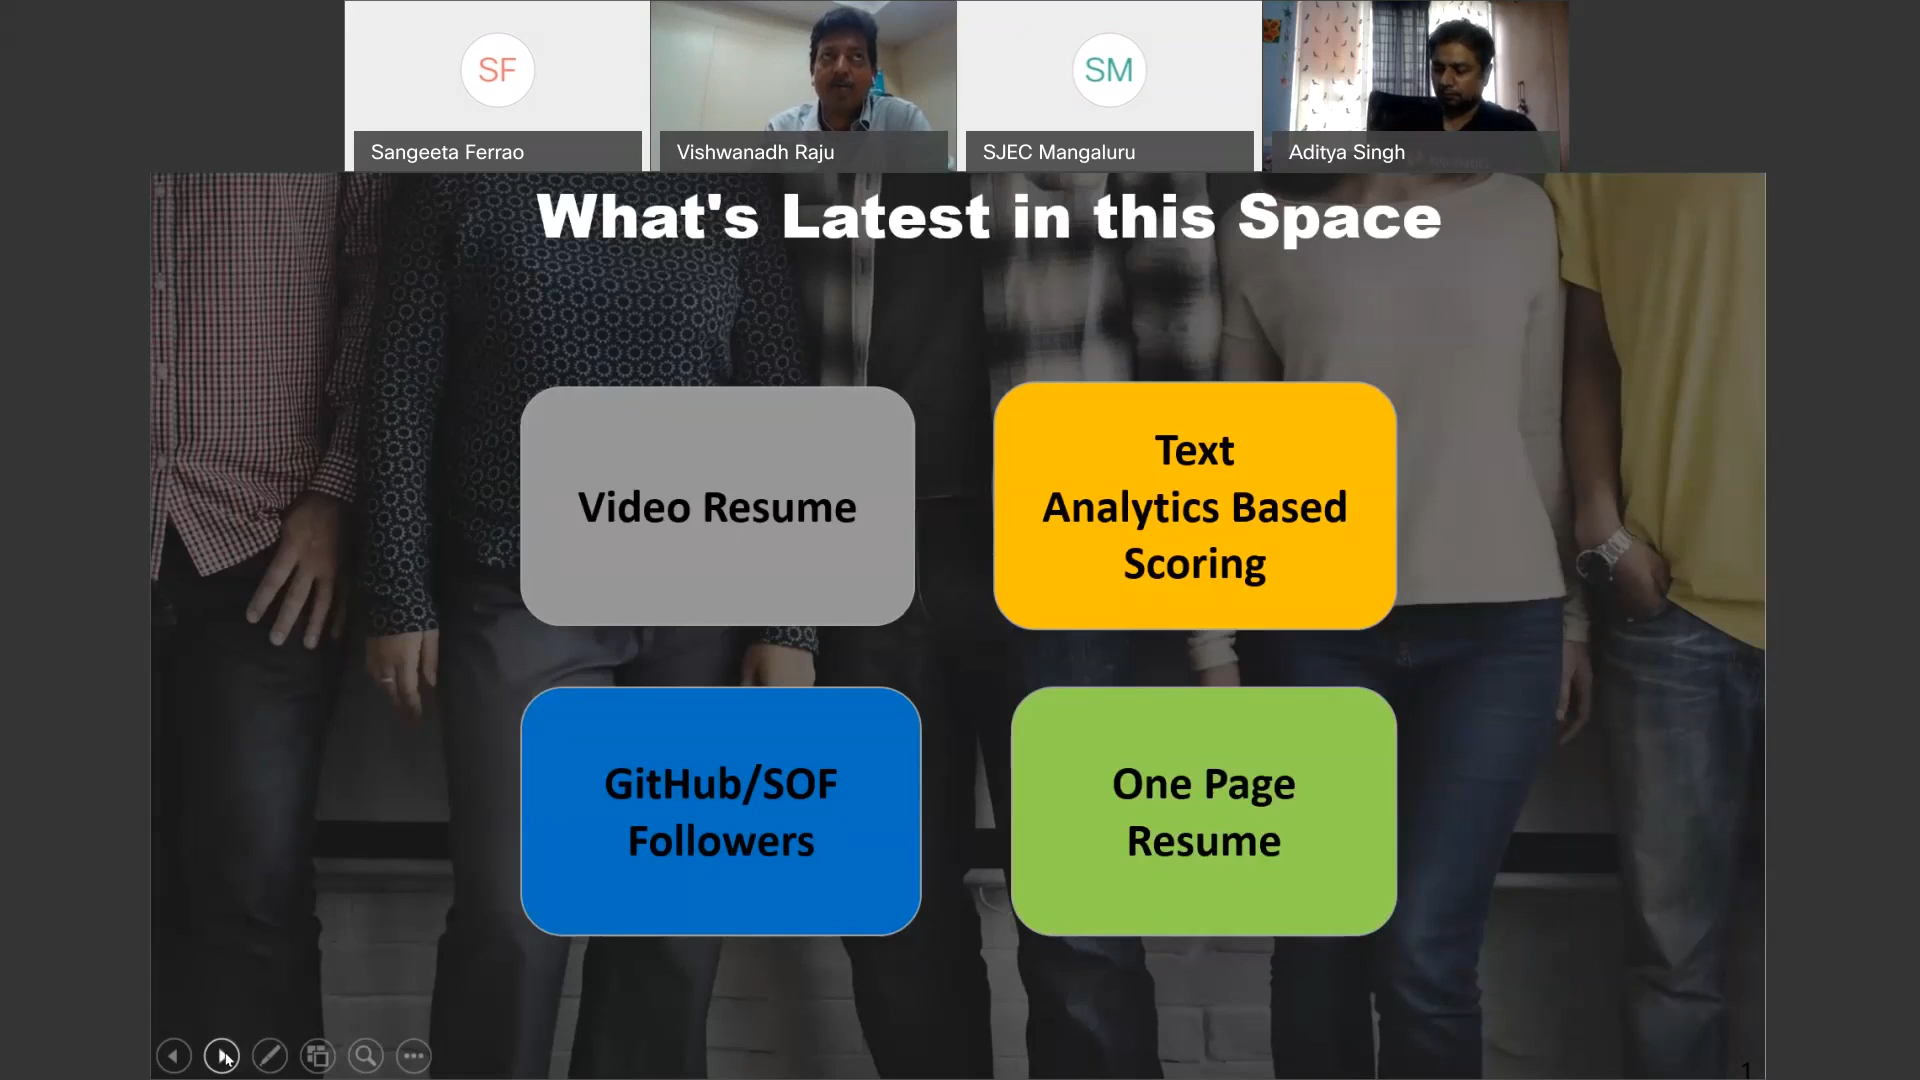 SF
SM
Sangeeta Ferrao
Vishwanadh Raju
SJEC Mangaluru
Aditya Singh
What's Latest in this Space
Video Resume
Text
Analytics Based
Scoring
GitHub/SOF
Followers
One Page
Resume
1